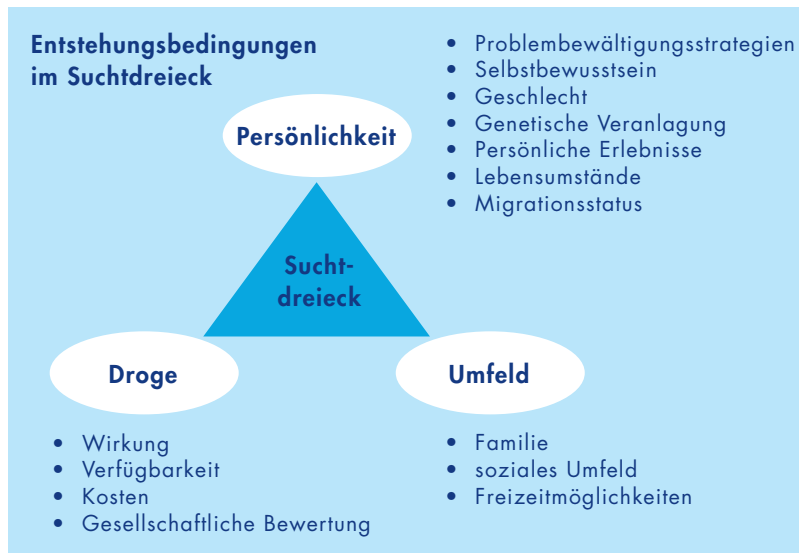 Entstehungsbedingungen
im Suchtdreieck
• Problembewältigungsstrategien
• Selbstbewusstsein
• Geschlecht
• Genetische Veranlagung
• Persönliche Erlebnisse
• Lebensumstände
• Migrationsstatus
Persönlichkeit
Sucht-
dreieck
Droge
• Wirkung
• Verfügbarkeit
• Kosten
• Gesellschaftliche Bewertung
Umfeld
• Familie
• soziales Umfeld
• Freizeitmöglichkeiten